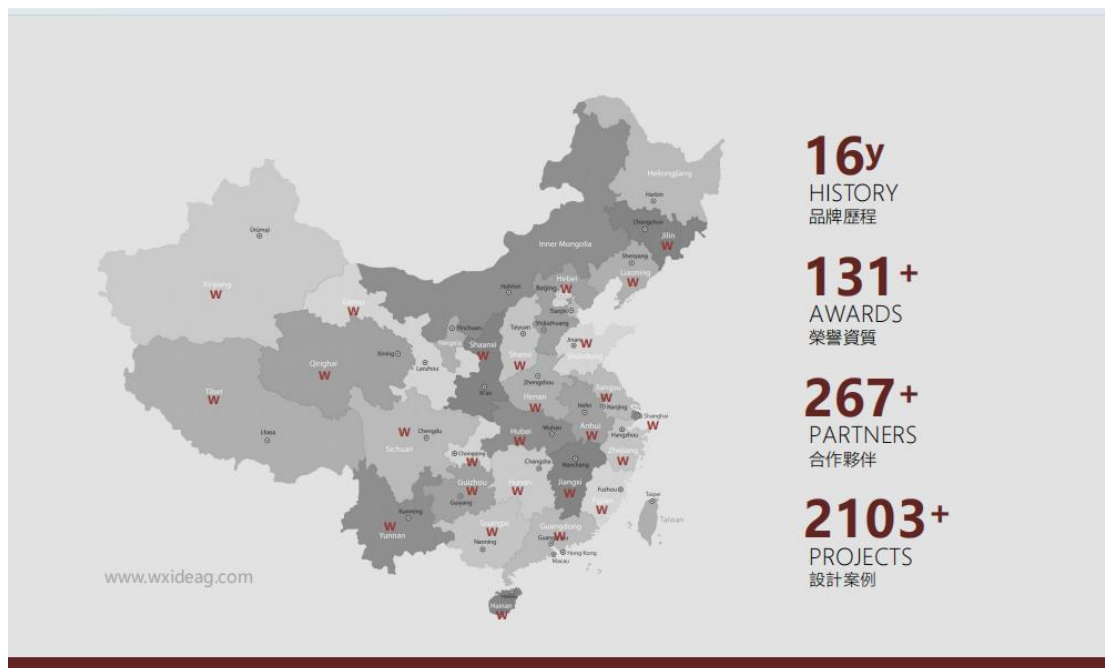 Heilongjiang
Harbin
Changchun
Jilin
W
Inner Mongolia
Shenyang
Liaoning
W
Ürümqi
Xinjiang
W
Gansu
W
Hohhot
Beijing
Hebei
W
Tianjin
Yinchuan
Ningxia
Taiyuan
Shijiazhuang
Jinan
W
Shandong
Shaanxi
W
Shanxi
W
Qinghai
W
Xining
Lanzhou
Zhengzhou
Xi'an
Tibet
W
Lhasa
Henan
W
Jiangsu
W
Hefei
Nanjing
Shanghai
W
W
Chengdu
Sichuan
Hubei
W
Wuhan
Anhui
W
Hangzhou
Zhejiang
W
Chongqing
W
Changsha
Nanchang
Guizhou
W
Guiyang
Hunan
W
Jiangxi
W
Fuzhou
Fujian
W
Taipei
Taiwan
Kunming
W
Yunnan
W
Nanning
Guangdong
W
Hong Kong
Macau
Hainan
W
www.wxideag.com
16y
HISTORY
品牌歷程
131+
AWARDS
榮譽資質
267+
PARTNERS
合作夥伴
2103+
PROJECTS
設計案例